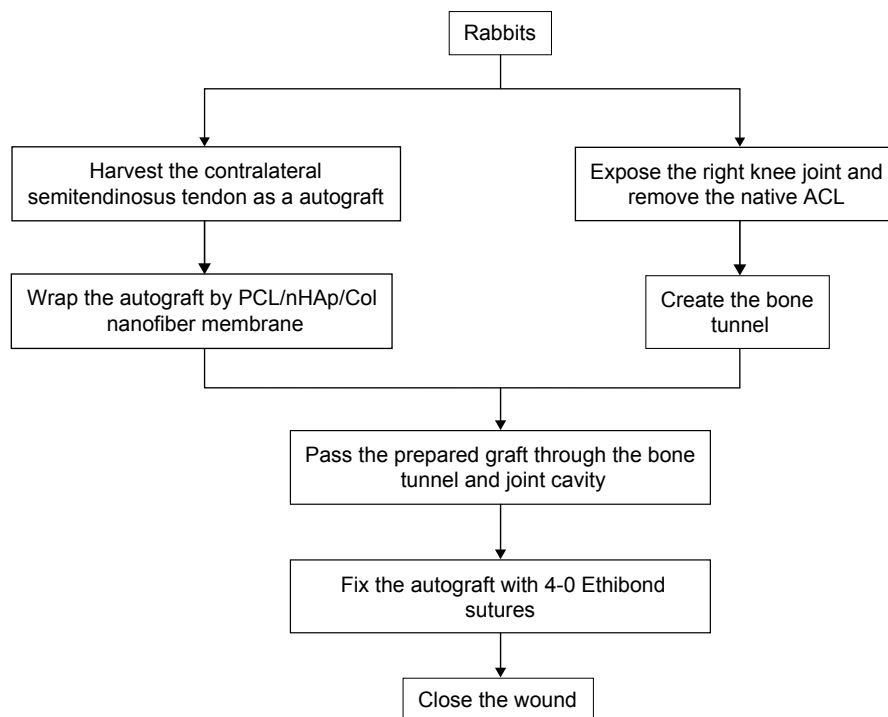 Rabbits
Harvest the contralateral
semitendinosus tendon as a autograft
Expose the right knee joint and
remove the native ACL
Wrap the autograft by PCL/nHAp/Col
nanofiber membrane
Create the bone
tunnel
Pass the prepared graft through the bone
tunnel and joint cavity
Fix the autograft with 4-0 Ethibond
sutures
Close the wound